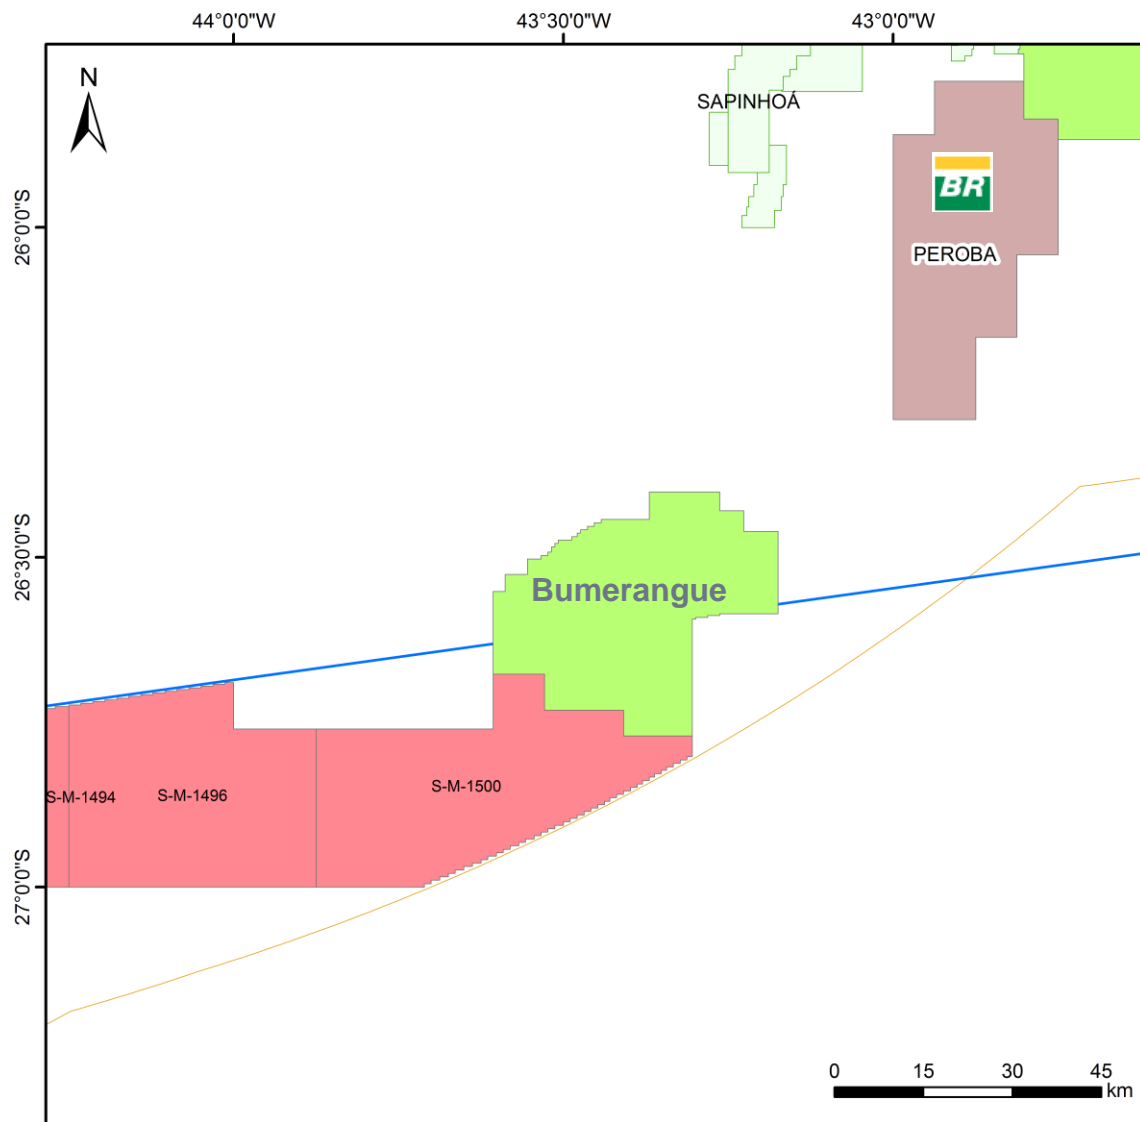 44°0'0"W
43°30'0"W
43°0'0"W
N
SAPINHOÁ
BR
26°0'0"S
PEROBA
26°30'0"S
Bumerangue
S-M-1494
S-M-1496
S-M-1500
27°0'0"S
0 15 30 45
km